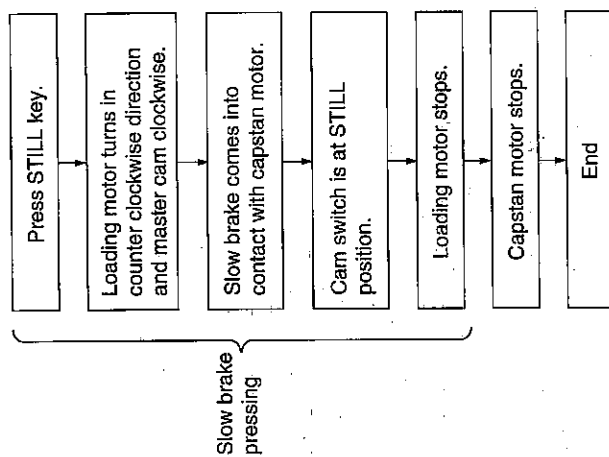 Press STILL key.
Loading motor turns in
counter clockwise direction
and master cam clockwise.
Slow brake comes into
contact with capstan motor.
Cam switch is at STILL
position.
Loading motor stops.
Slow brake
pressing
Capstan motor stops.
End